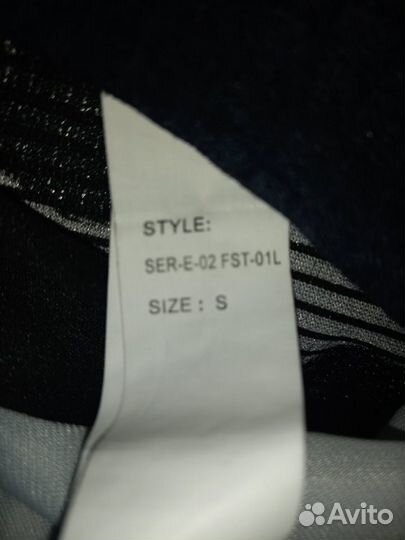 STYLE:
SER-E-02 FST-01L
SIZE : S
Avito